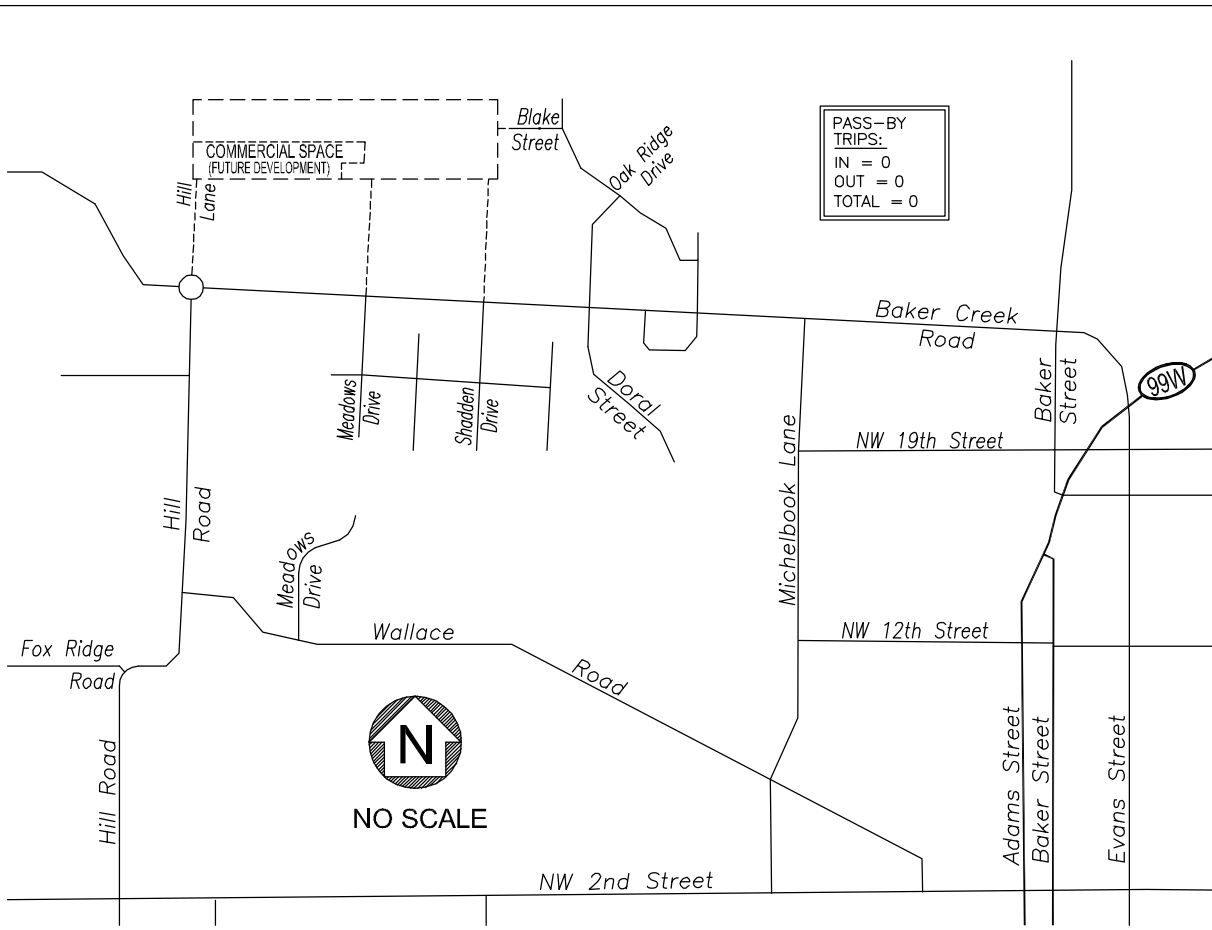 Blake
Street
Oak Ridge
Drive
PASS-BY
TRIPS:
IN = 0
OUT = 0
TOTAL = 0
COMMERCIAL SPACE
(FUTURE DEVELOPMENT)
Hill
Lane
Baker Creek
Road
99W
Meadows
Drive
Shadden
Drive
Doral
Street
Baker
Street
Michelbook Lane
NW 19th Street
Hill
Road
Meadows
Drive
Wallace
Road
NW 12th Street
Fox Ridge
Road
N
NO SCALE
Hill Road
Adams Street
Baker Street
Evans Street
NW 2nd Street